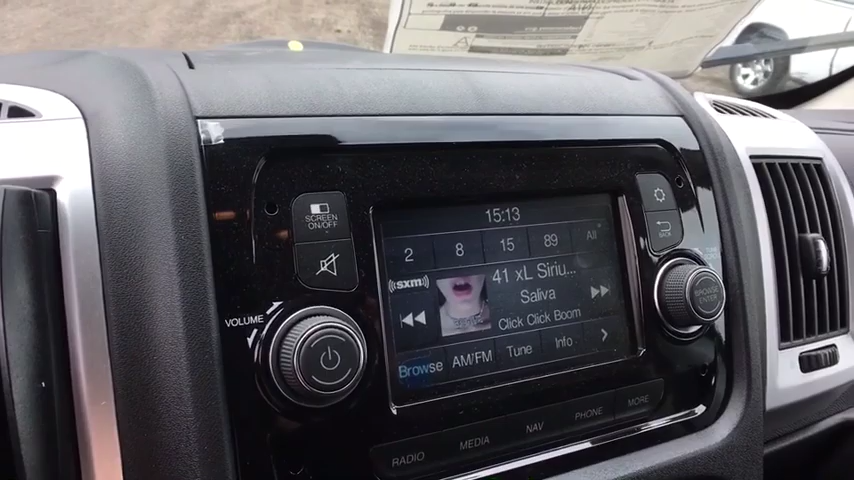 SCREEN
ON/OFF
15:13
BACK
2 8 15 89 All
((sxm))
41 xL Siriu...
Saliva
Click Click Boom
VOLUME
BROWSE
ENTER
Browse AM/FM Tune Info
RADIO MEDIA NAV PHONE MORE